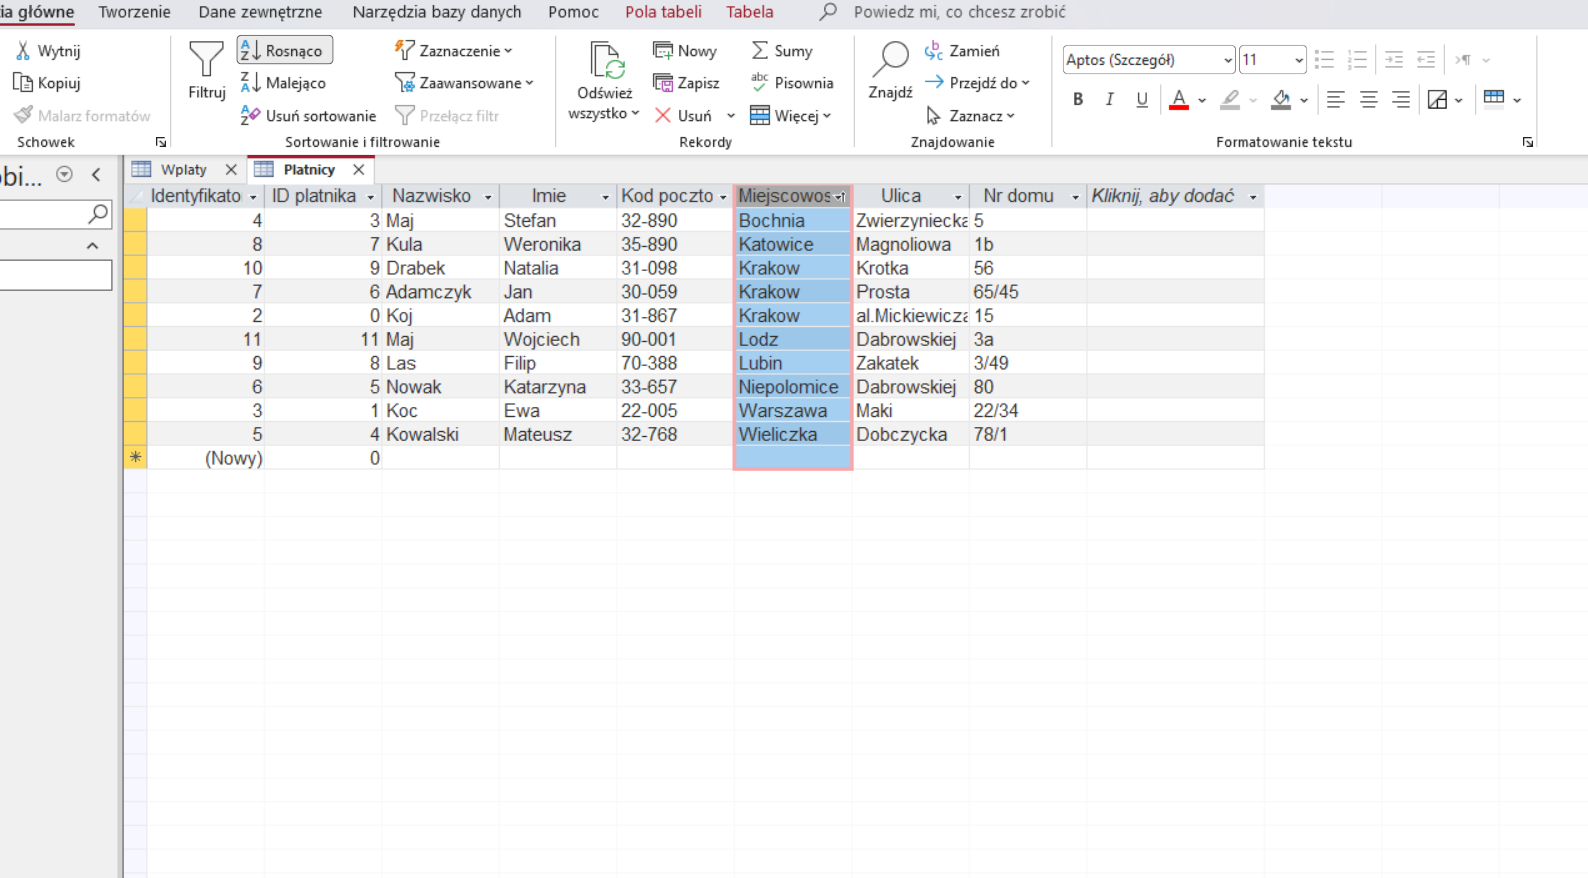 ia główne Tworzenie Dane zewnętrzne Narzędzia bazy danych Pomoc Pola tabeli Tabela Powiedz mi, co chcesz zrobić
Wytnij
Kopiuj
Malarz formatów
Schowek
Filtruj
Rosnąco
Malejąco
Usuń sortowanie
Zaznaczenie
Zaawansowane
Przełącz filtr
Sortowanie i filtrowanie
Odśwież
wszystko
Nowy
Zapisz
Usuń
Sumy
Pisownia
Więcej
Rekordy
Znajdź
Zamień
Przejdź do
Zaznacz
Znajdowanie
Aptos (Szczegół) 11
B I U A
Formatowanie tekstu
obi...
Wplaty Platnicy
Identyfikato ID platnika Nazwisko Imie Kod poczto Miejscowos Ulica Nr domu Kliknij, aby dodać
4 3 Maj Stefan 32-890 Bochnia Zwierzyniecka 5
8 7 Kula Weronika 35-890 Katowice Magnoliowa 1b
10 9 Drabek Natalia 31-098 Krakow Krotka 56
7 6 Adamczyk Jan 30-059 Krakow Prosta 65/45
2 0 Koj Adam 31-867 Krakow al.Mickiewicza 15
11 11 Maj Wojciech 90-001 Lodz Dabrowskiej 3a
9 8 Las Filip 70-388 Lubin Zakatek 3/49
6 5 Nowak Katarzyna 33-657 Niepolomice Dabrowskiej 80
3 1 Koc Ewa 22-005 Warszawa Maki 22/34
5 4 Kowalski Mateusz 32-768 Wieliczka Dobczycka 78/1
(Nowy) 0